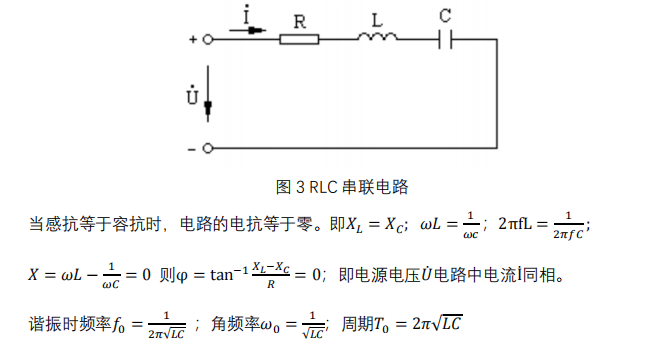 İ R L C
+
U̇
−
图 3 RLC 串联电路
当感抗等于容抗时，电路的电抗等于零。即X_L = X_C；ωL = 1/ωc；2πfL = 1/2πfC；
X = ωL − 1/ωC = 0 则φ = tan⁻¹ (X_L−X_C)/R = 0；即电源电压U̇电路中电流İ同相。
谐振时频率f₀ = 1/2π√LC ；角频率ω₀ = 1/√LC；周期T₀ = 2π√LC